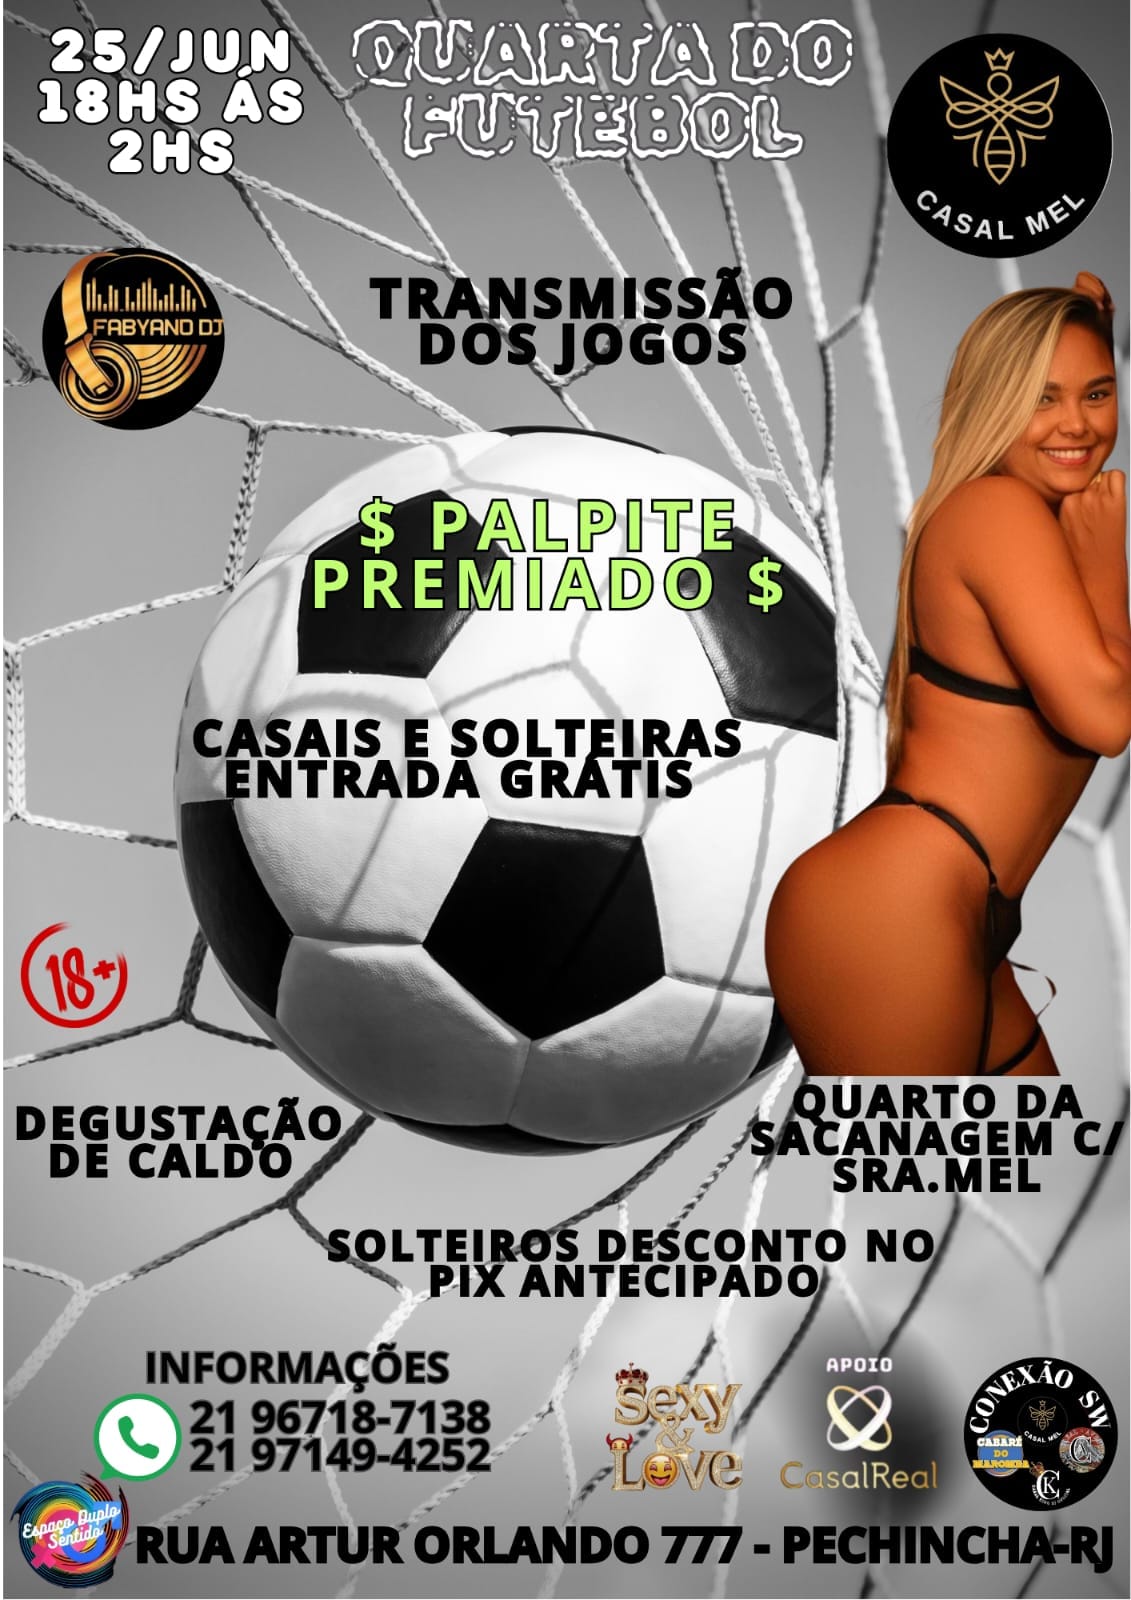 25/JUN
18HS ÁS
2HS
QUARTA DO
FUTEBOL
CASAL MEL
FABYANO DJ
TRANSMISSÃO
DOS JOGOS
$ PALPITE
PREMIADO $
CASAIS E SOLTEIRAS
ENTRADA GRÁTIS
18+
DEGUSTAÇÃO
DE CALDO
QUARTO DA
SACANAGEM C/
SRA.MEL
SOLTEIROS DESCONTO NO
PIX ANTECIPADO
INFORMAÇÕES
21 96718-7138
21 97149-4252
Sexy
&
Love
APOIO
CasalReal
CONEXÃO SW
CASAL MEL
CABARÉ
DO
MAROMBA
CK
Espaço Duplo
Sentido
RUA ARTUR ORLANDO 777 - PECHINCHA-RJ